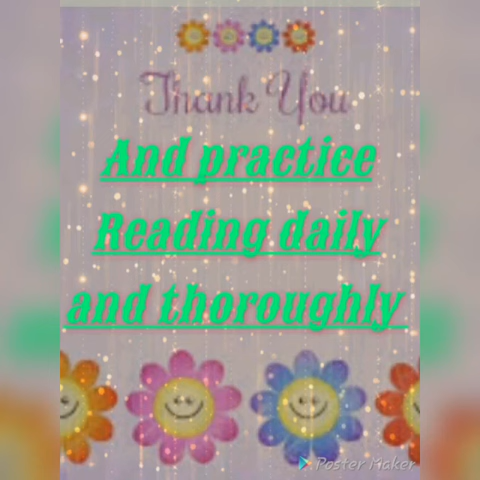 Thank You
And practice
Reading daily
and thoroughly
Poster Maker